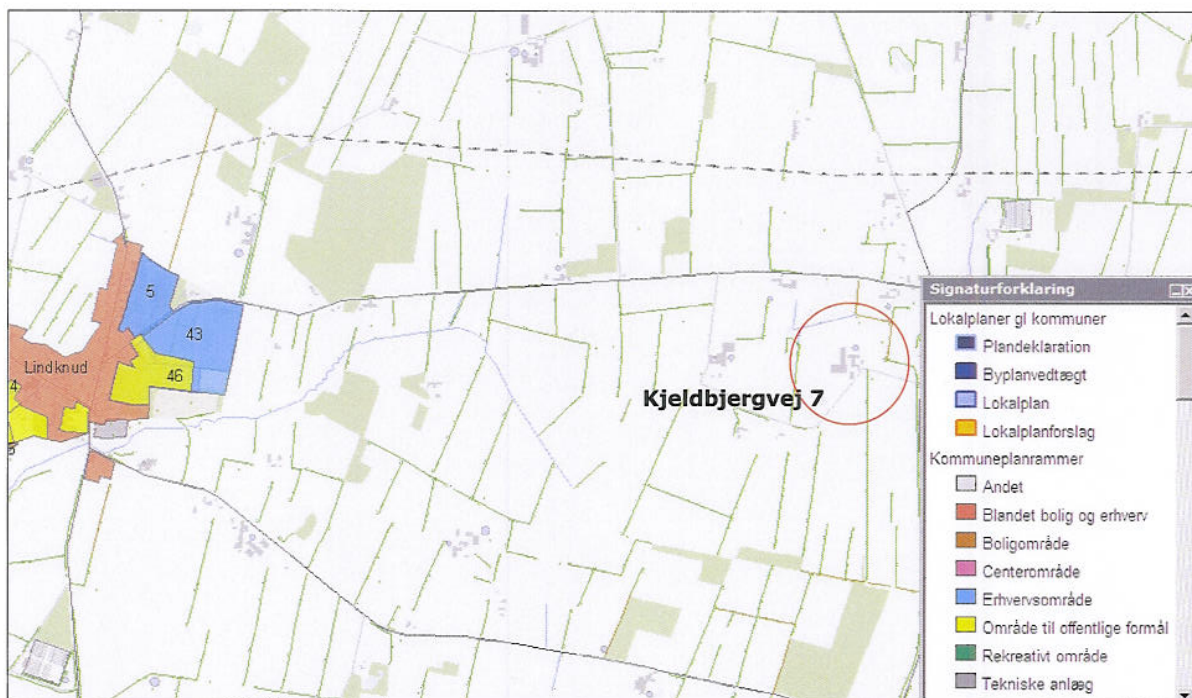 5
43
Lindknud
46
4
Kjeldbjergvej 7
Signaturforklaring
Lokalplaner gl kommuner
Plandeklaration
Byplanvedtægt
Lokalplan
Lokalplanforslag
Kommuneplanrammer
Andet
Blandet bolig og erhverv
Boligområde
Centerområde
Erhvervsområde
Område til offentlige formål
Rekreativt område
Tekniske anlæg